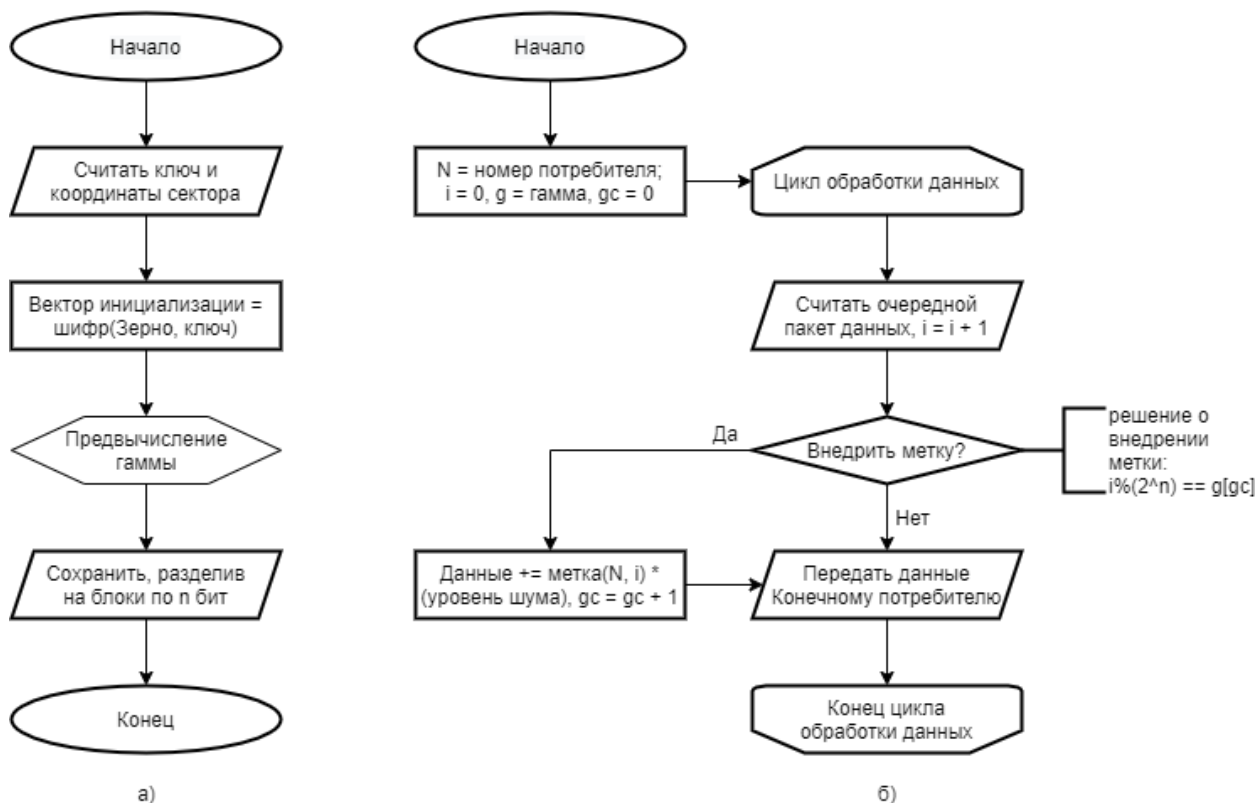 Начало
Считать ключ и
координаты сектора
Вектор инициализации =
шифр(Зерно, ключ)
Предвычисление
гаммы
Сохранить, разделив
на блоки по n бит
Конец
а)
Начало
N = номер потребителя;
i = 0, g = гамма, gc = 0
Цикл обработки данных
Считать очередной
пакет данных, i = i + 1
Внедрить метку?
решение о
внедрении
метки:
i%(2^n) == g[gc]
Да
Нет
Данные += метка(N, i) *
(уровень шума), gc = gc + 1
Передать данные
Конечному потребителю
Конец цикла
обработки данных
б)